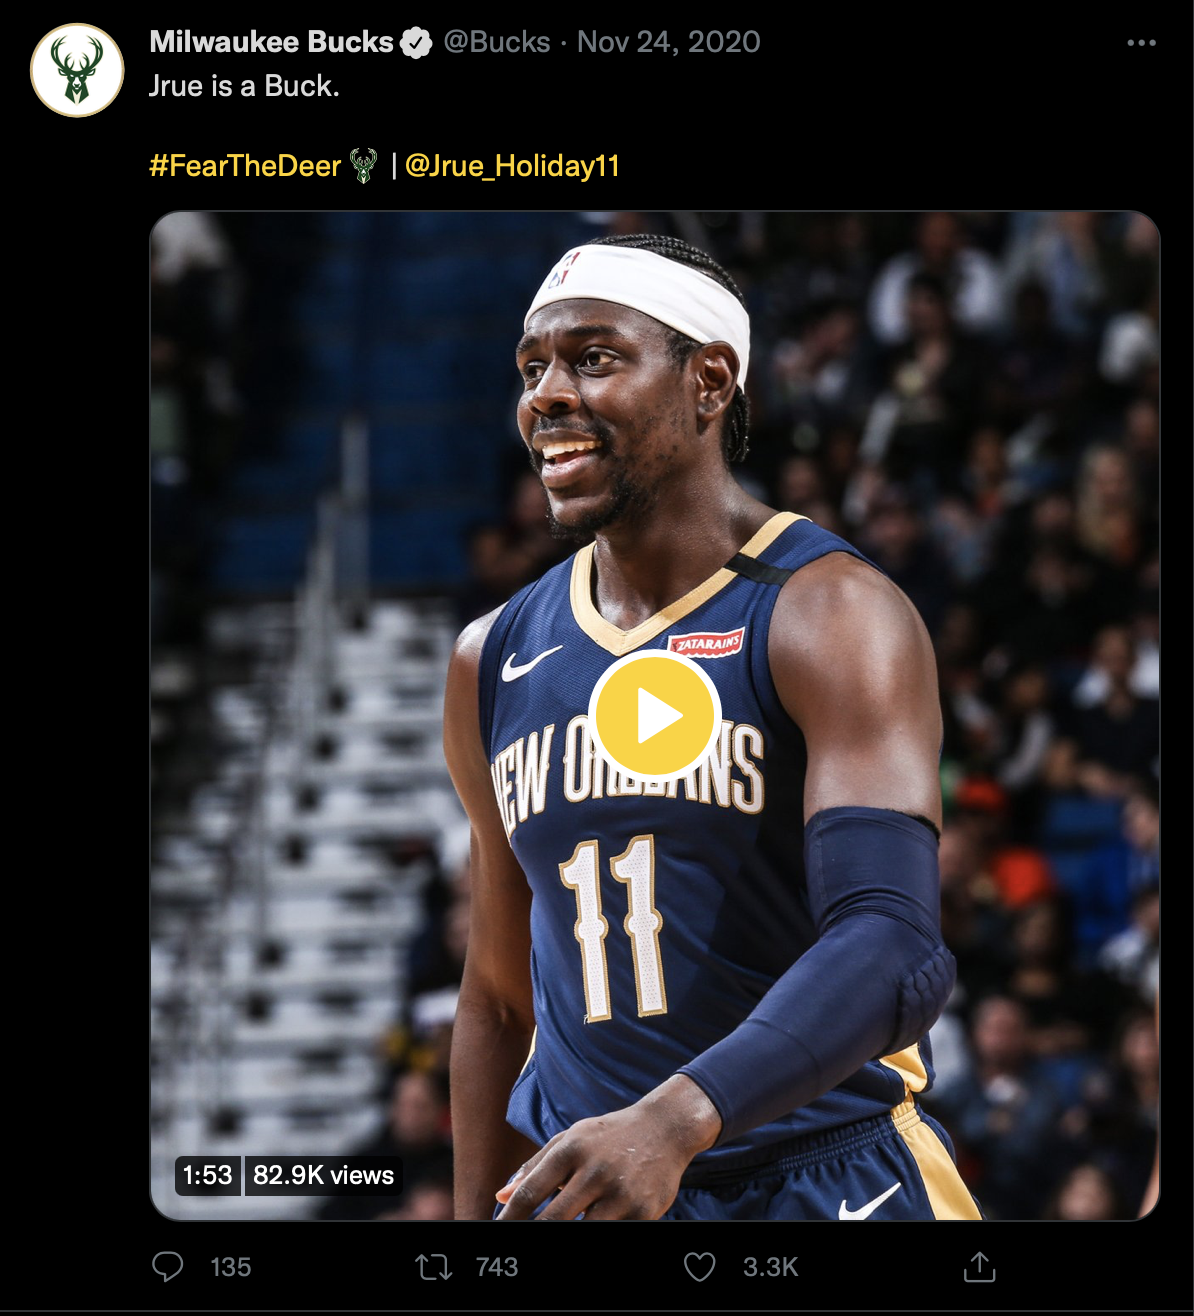 Milwaukee Bucks @Bucks · Nov 24, 2020
Jrue is a Buck.
#FearTheDeer | @Jrue_Holiday11
ZATARAIN'S
NEW ORLEANS
11
1:53 82.9K views
135 743 3.3K